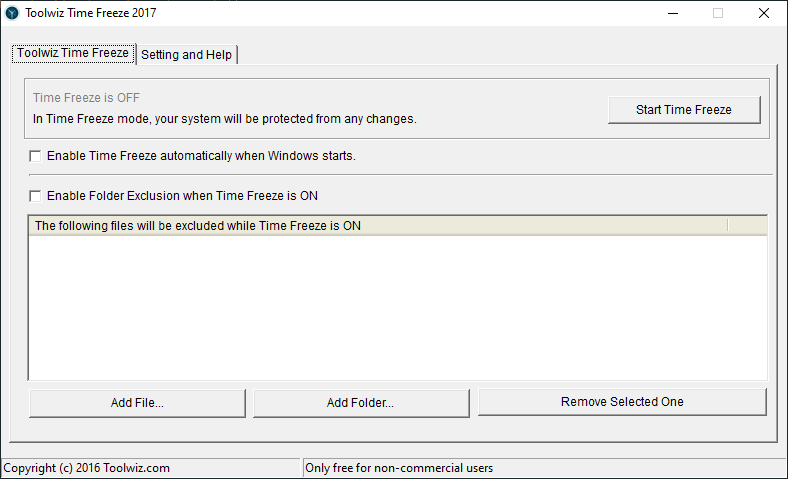 Toolwiz Time Freeze 2017
Toolwiz Time Freeze
Setting and Help
Time Freeze is OFF
In Time Freeze mode, your system will be protected from any changes.
Start Time Freeze
Enable Time Freeze automatically when Windows starts.
Enable Folder Exclusion when Time Freeze is ON
The following files will be excluded while Time Freeze is ON
Add File...
Add Folder...
Remove Selected One
Copyright (c) 2016 Toolwiz.com
Only free for non-commercial users